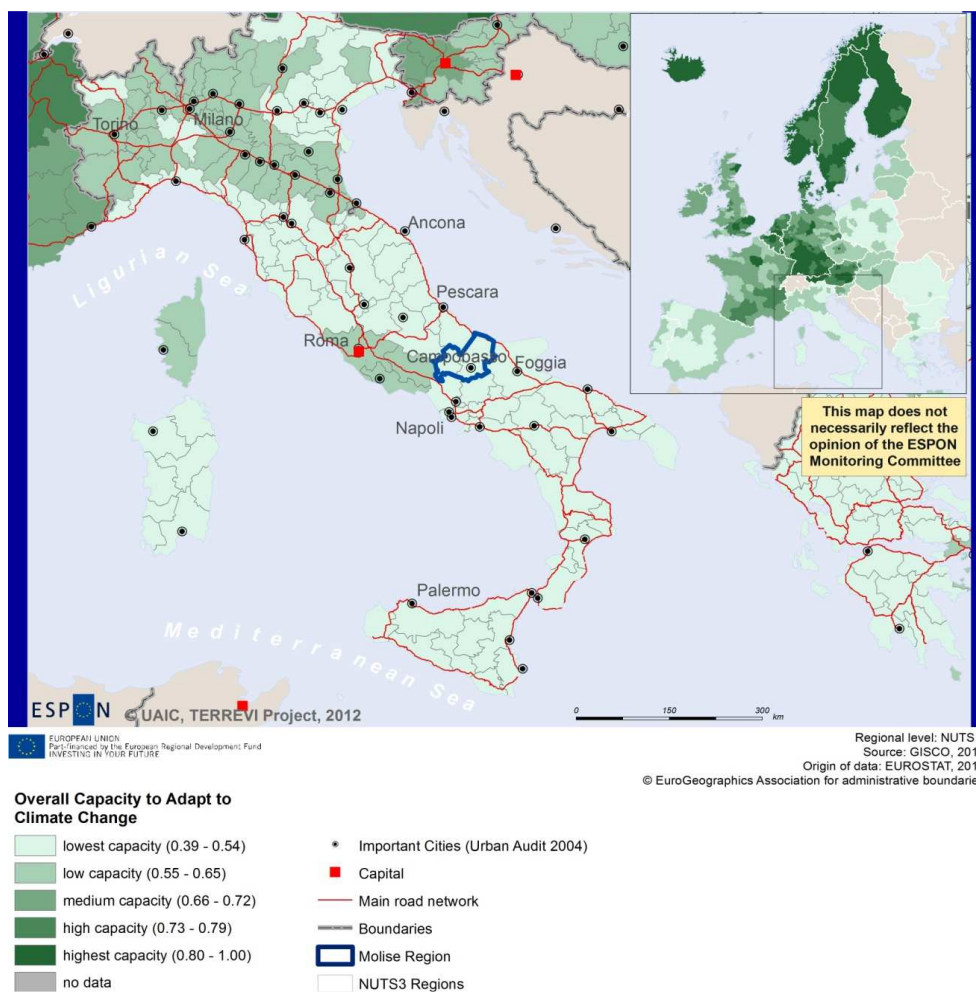 Torino
Milano
Ancona
Ligurian Sea
Pescara
Roma
Campobasso
Foggia
Napoli
This map does not
necessarily reflect the
opinion of the ESPON
Monitoring Committee
Palermo
Mediterranean Sea
ESPON © UAIC, TERREVI Project, 2012
0 150 300
km
EUROPEAN UNION
Part-financed by the European Regional Development Fund
INVESTING IN YOUR FUTURE
Regional level: NUTS
Source: GISCO, 201
Origin of data: EUROSTAT, 201
© EuroGeographics Association for administrative boundarie
Overall Capacity to Adapt to
Climate Change
lowest capacity (0.39 - 0.54)
low capacity (0.55 - 0.65)
medium capacity (0.66 - 0.72)
high capacity (0.73 - 0.79)
highest capacity (0.80 - 1.00)
no data
Important Cities (Urban Audit 2004)
Capital
Main road network
Boundaries
Molise Region
NUTS3 Regions